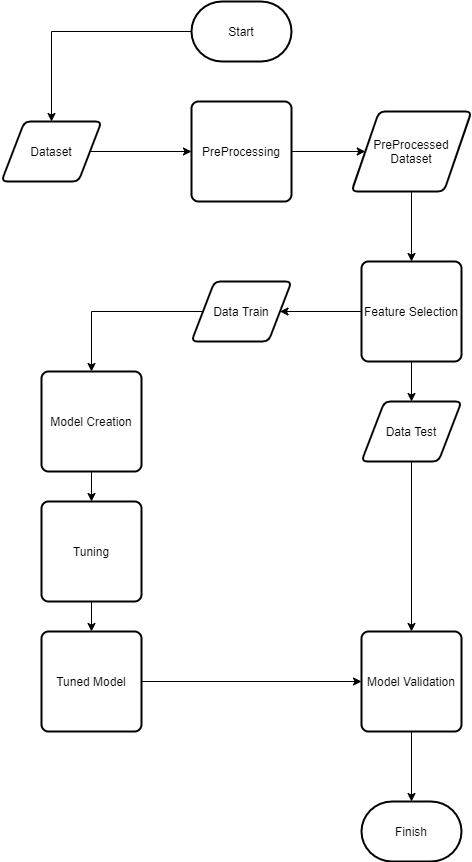 Start
Dataset
PreProcessing
PreProcessed
Dataset
Data Train
Feature Selection
Model Creation
Data Test
Tuning
Tuned Model
Model Validation
Finish